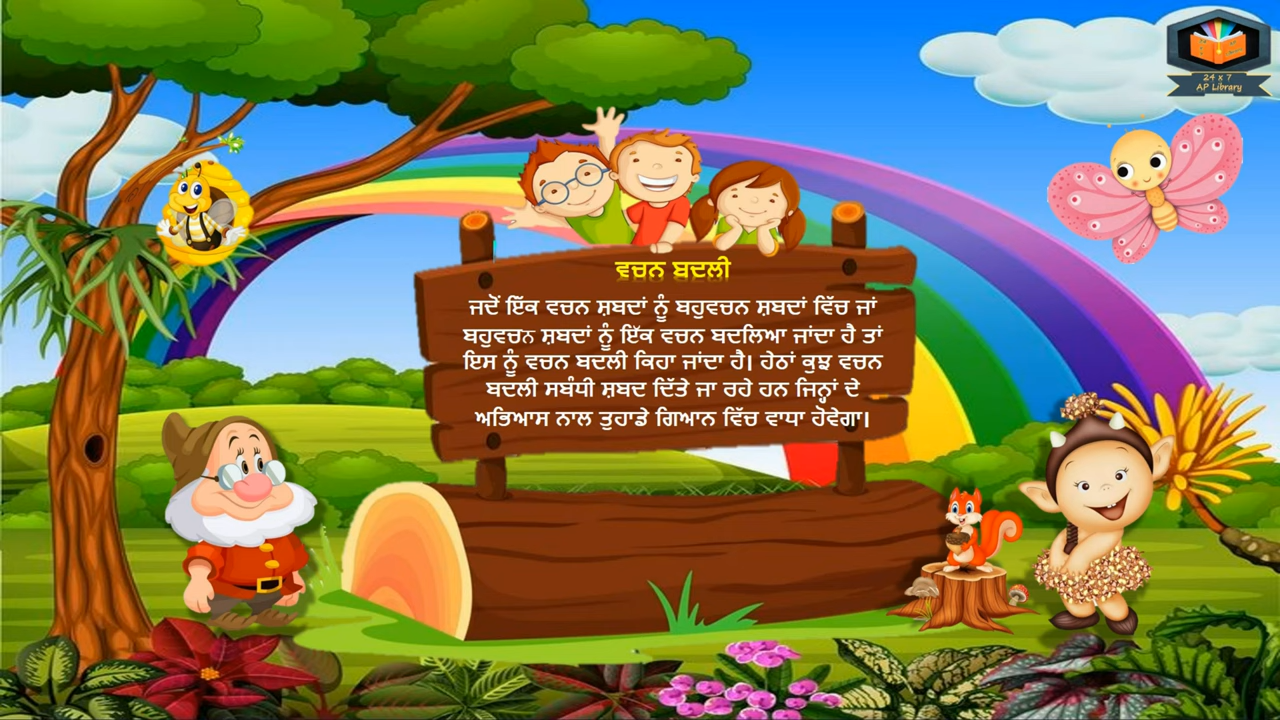 24 x 7
AP Library
ਵਚਨ ਬਦਲੀ
ਜਦੋਂ ਇੱਕ ਵਚਨ ਸ਼ਬਦਾਂ ਨੂੰ ਬਹੁਵਚਨ ਸ਼ਬਦਾਂ ਵਿੱਚ ਜਾਂ
ਬਹੁਵਚn ਸ਼ਬਦਾਂ ਨੂੰ ਇੱਕ ਵਚਨ ਬਦਲਿਆ ਜਾਂਦਾ ਹੈ ਤਾਂ
ਇਸ ਨੂੰ ਵਚਨ ਬਦਲੀ ਕਿਹਾ ਜਾਂਦਾ ਹੈ। ਹੇਠਾਂ ਕੁਝ ਵਚਨ
ਬਦਲੀ ਸਬੰਧੀ ਸ਼ਬਦ ਦਿੱਤੇ ਜਾ ਰਹੇ ਹਨ ਜਿਨ੍ਹਾਂ ਦੇ
ਅਭਿਆਸ ਨਾਲ ਤੁਹਾਡੇ ਗਿਆਨ ਵਿੱਚ ਵਾਧਾ ਹੋਵੇਗਾ।